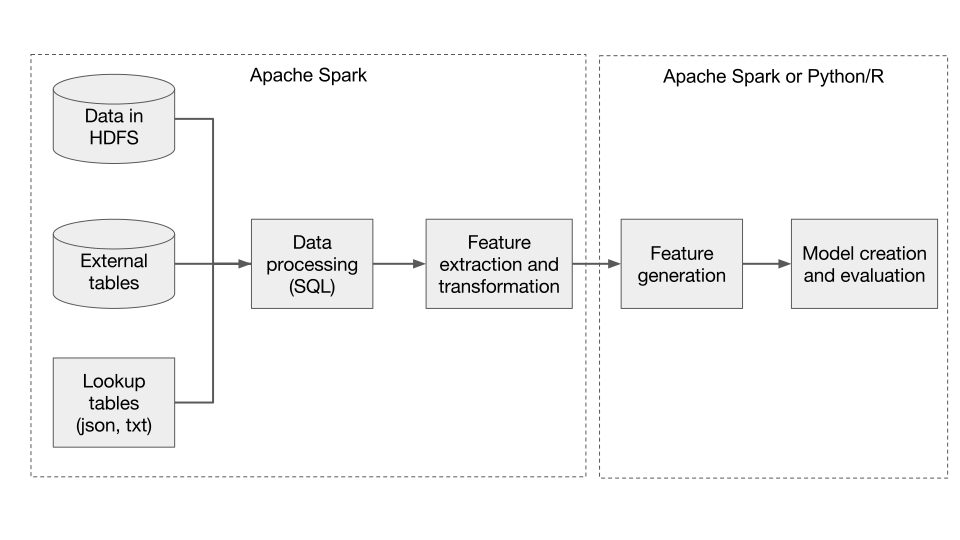 Apache Spark
Data in
HDFS
External
tables
Lookup
tables
(json, txt)
Data
processing
(SQL)
Feature
extraction and
transformation
Apache Spark or Python/R
Feature
generation
Model creation
and evaluation